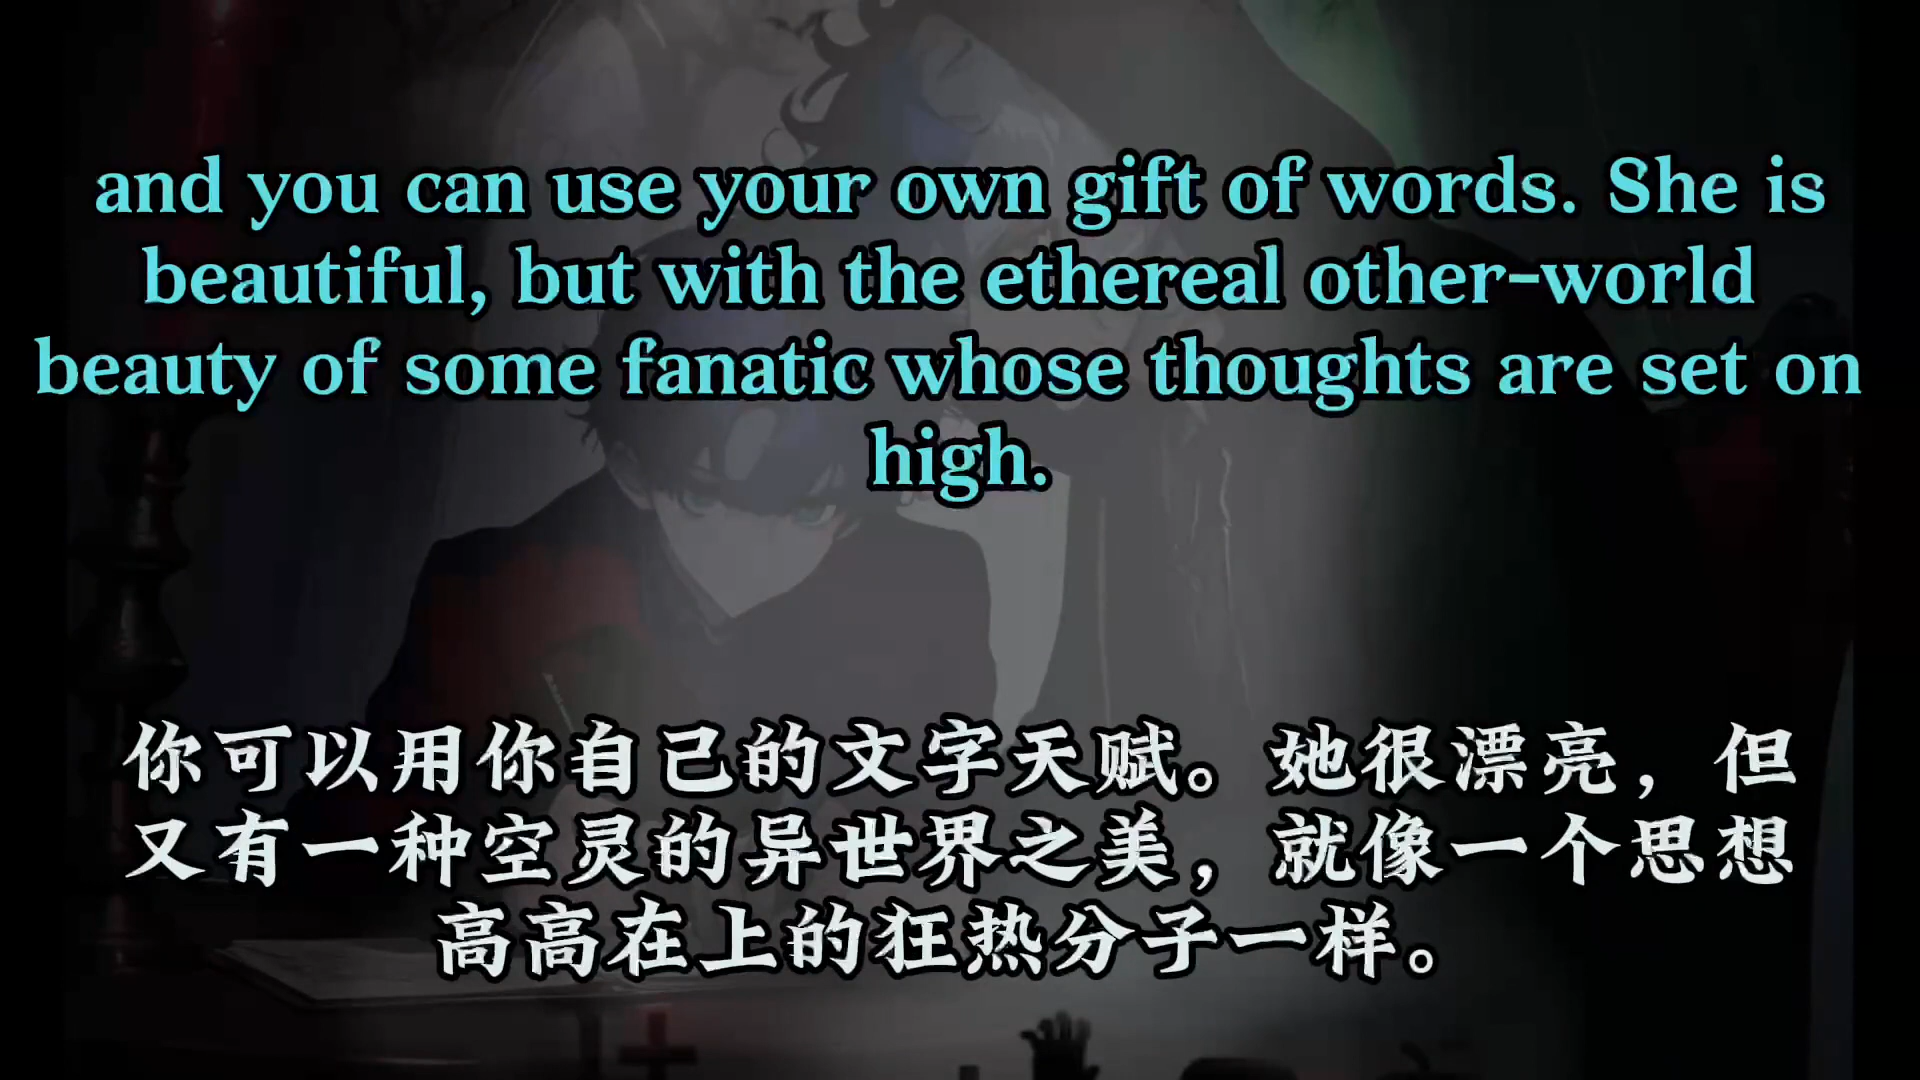 and you can use your own gift of words. She is
beautiful, but with the ethereal other-world
beauty of some fanatic whose thoughts are set on
high.
你可以用你自己的文字天赋。她很漂亮，但
又有一种空灵的异世界之美，就像一个思想
高高在上的狂热分子一样。